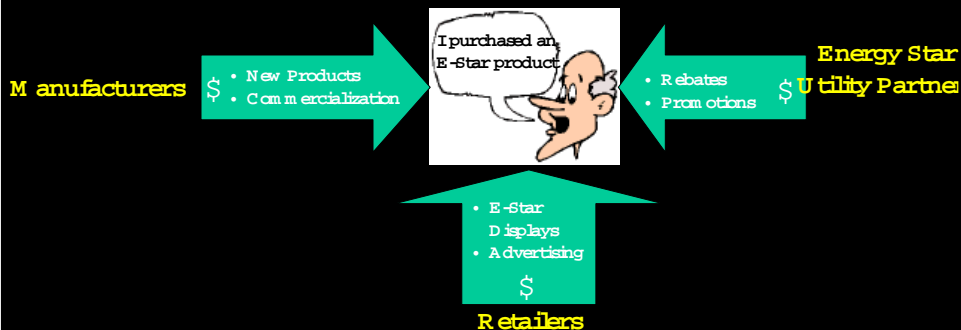 I purchased an
E-Star product
Manufacturers
$
• New Products
• Commercialization
• Rebates
• Promotions
$
Energy Star
Utility Partne
• E-Star
Displays
• Advertising
$
Retailers